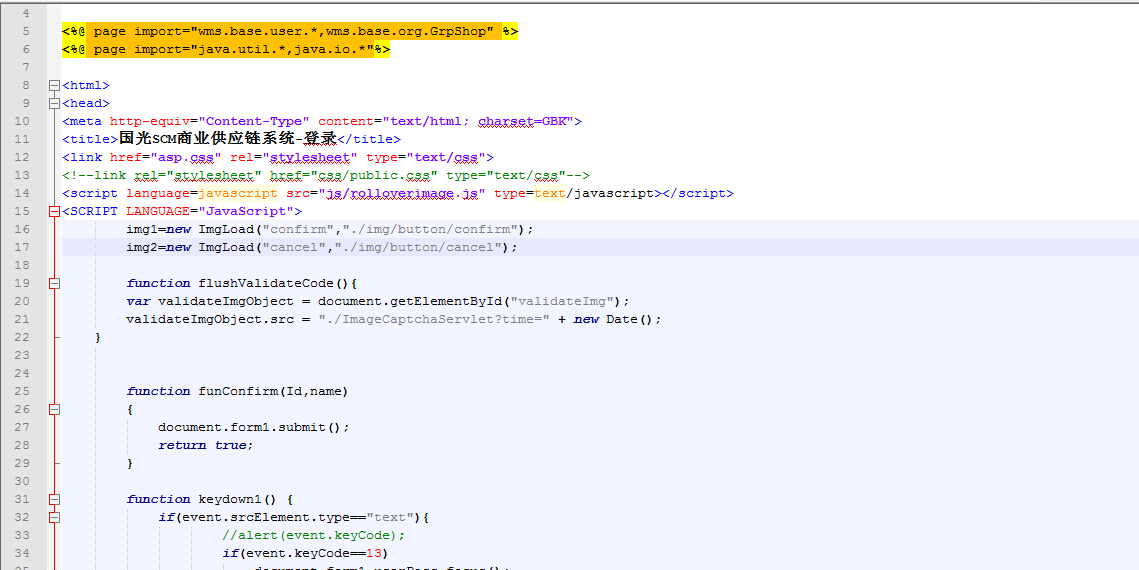 4
5 <%@ page import="wms.base.user.*,wms.base.org.GrpShop" %>
6 <%@ page import="java.util.*,java.io.*"%>
7
8 <html>
9 <head>
10 <meta http-equiv="Content-Type" content="text/html; charset=GBK">
11 <title>国光SCM商业供应链系统-登录</title>
12 <link href="asp.css" rel="stylesheet" type="text/css">
13 <!--link rel="stylesheet" href="css/public.css" type="text/css"-->
14 <script language=javascript src="js/rolloverimage.js" type=text/javascript></script>
15 <SCRIPT LANGUAGE="JavaScript">
16 img1=new ImgLoad("confirm","./img/button/confirm");
17 img2=new ImgLoad("cancel","./img/button/cancel");
18
19 function flushValidateCode(){
20 var validateImgObject = document.getElementById("validateImg");
21 validateImgObject.src = "./ImageCaptchaServlet?time=" + new Date();
22 }
23
24
25 function funConfirm(Id,name)
26 {
27 document.form1.submit();
28 return true;
29 }
30
31 function keydown1() {
32 if(event.srcElement.type=="text"){
33 //alert(event.keyCode);
34 if(event.keyCode==13)